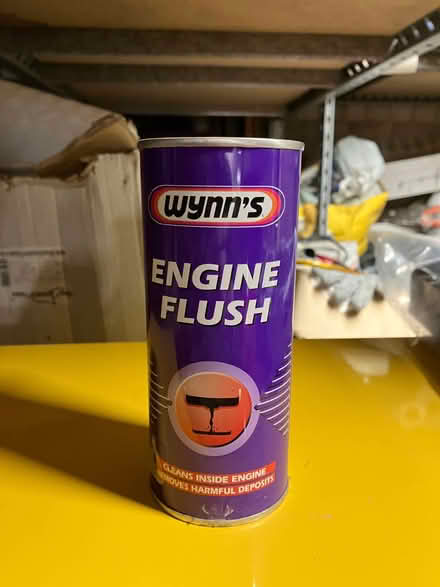 WYNN'S
ENGINE
FLUSH
CLEANS INSIDE ENGINE
REMOVES HARMFUL DEPOSITS